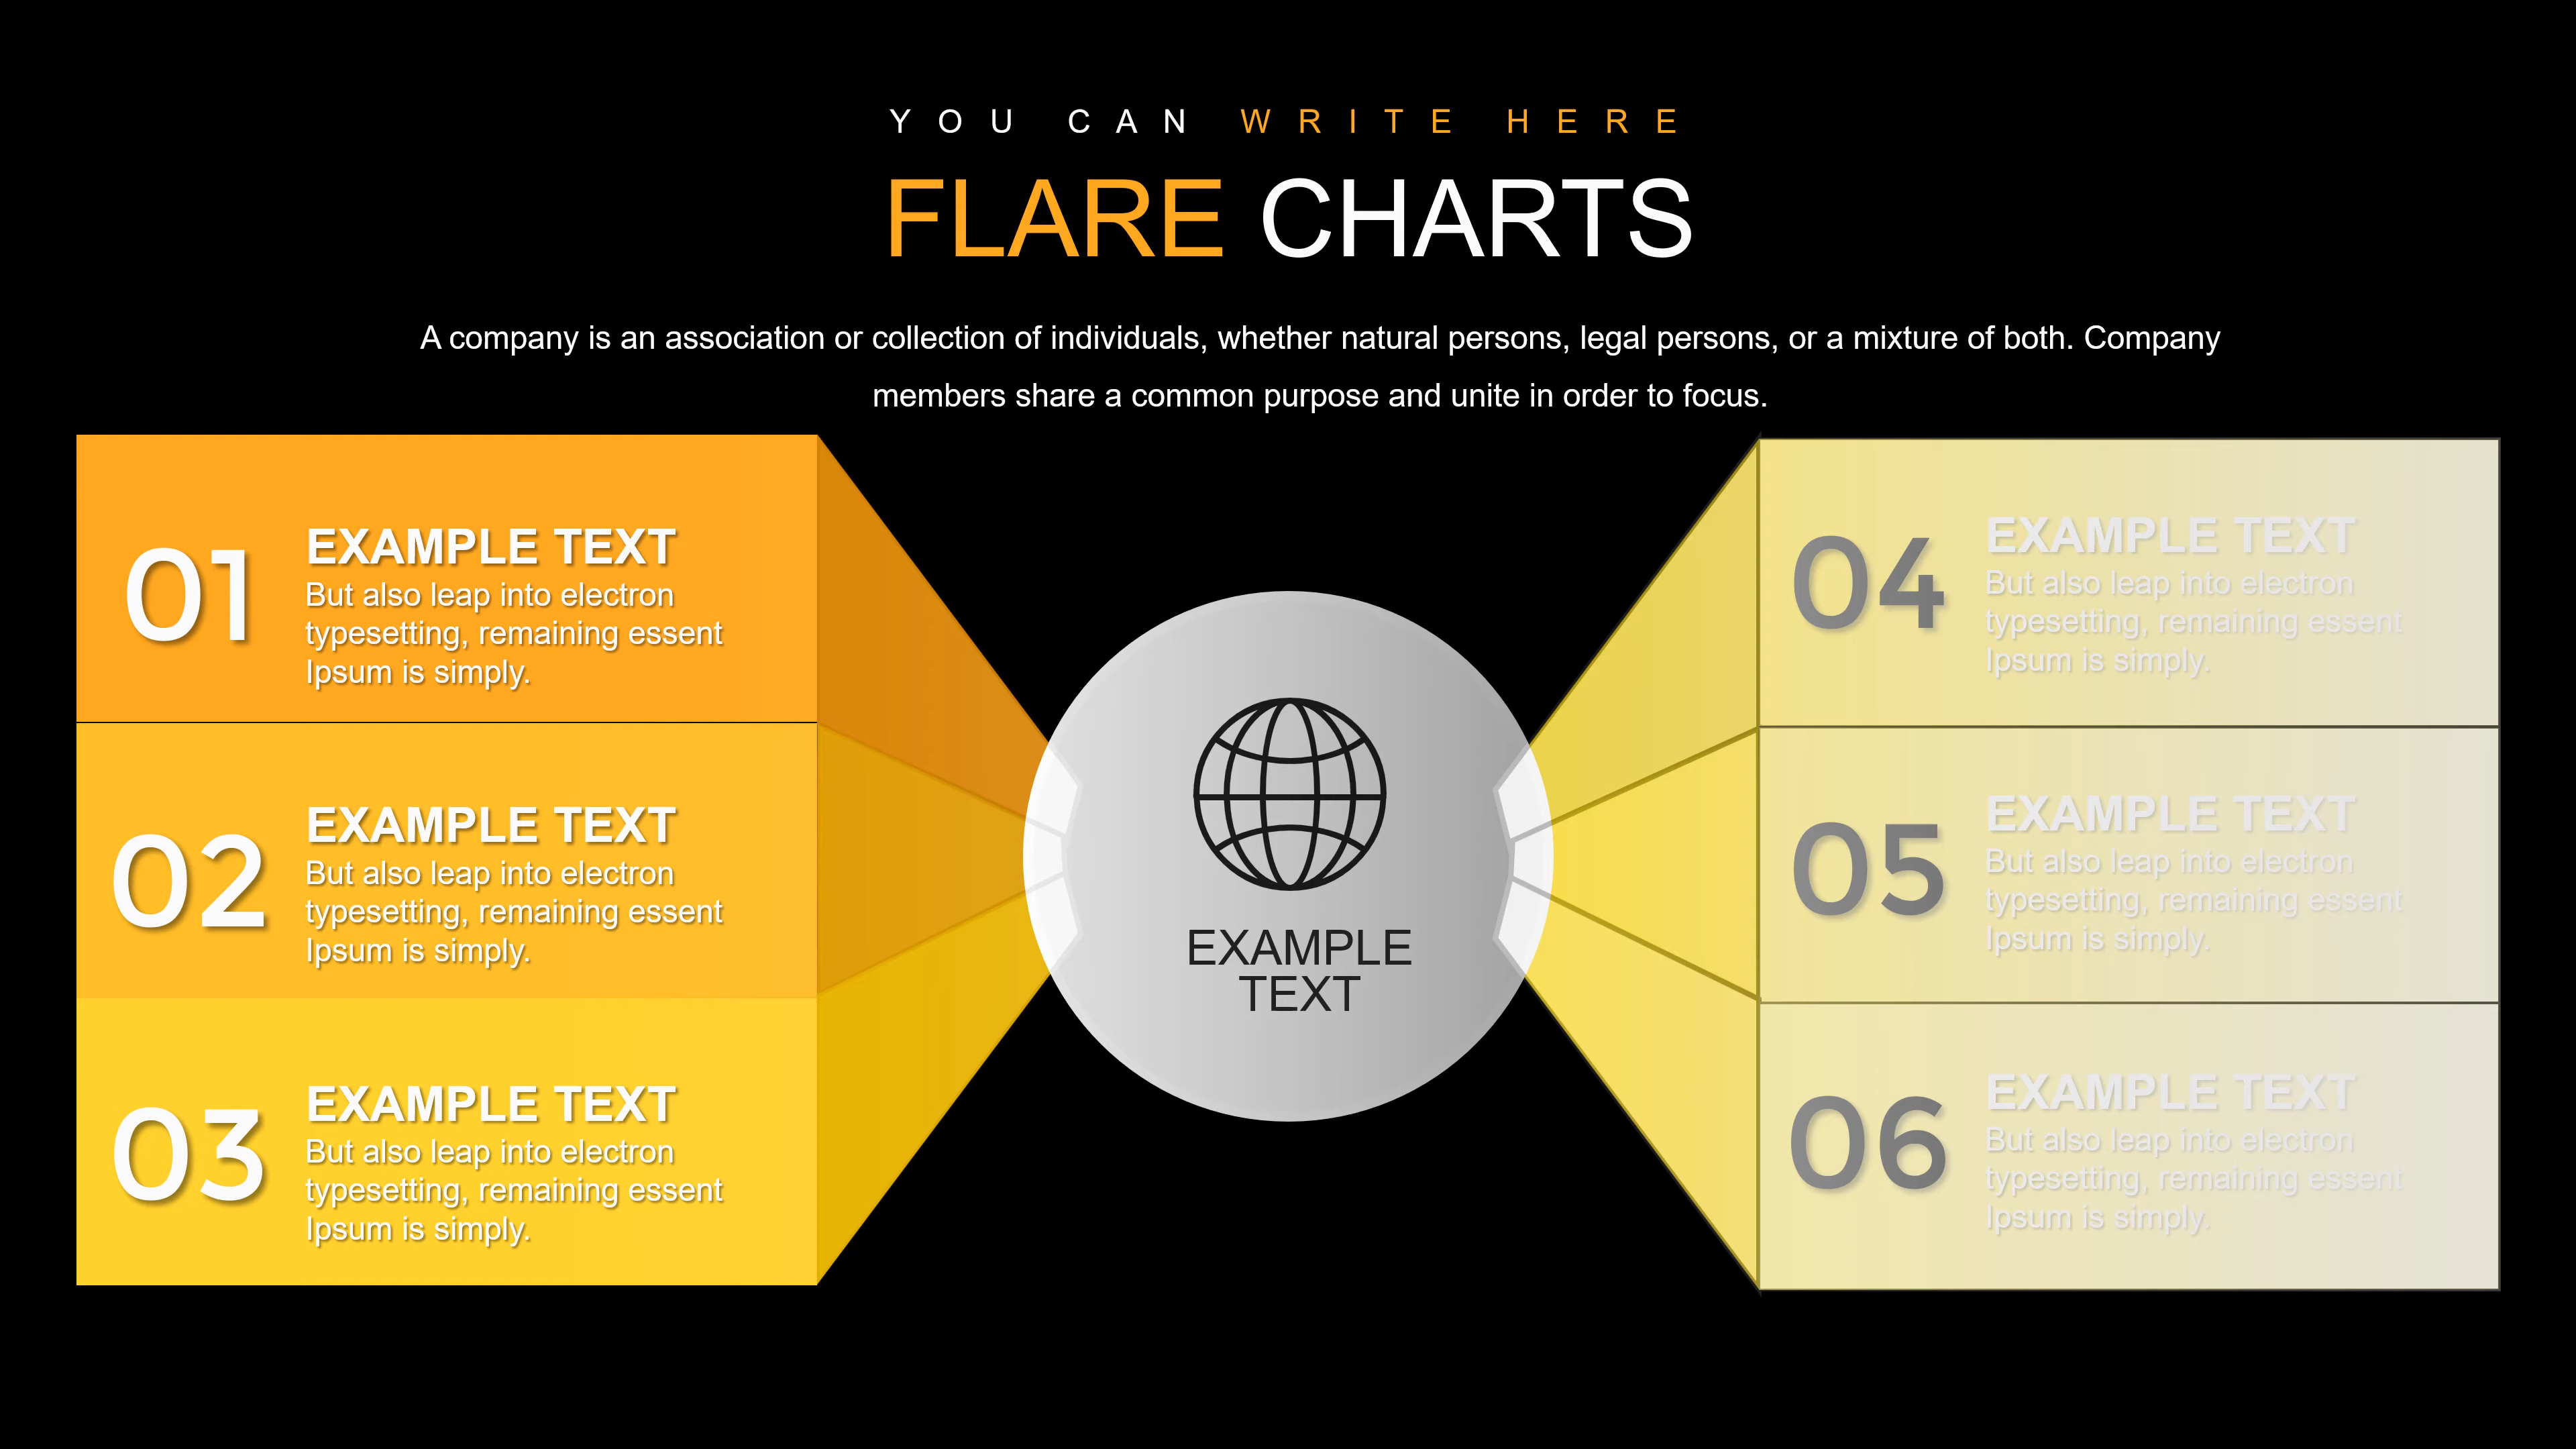 YOU CAN WRITE HERE
FLARE CHARTS
A company is an association or collection of individuals, whether natural persons, legal persons, or a mixture of both. Company
members share a common purpose and unite in order to focus.
01
EXAMPLE TEXT
But also leap into electron
typesetting, remaining essent
Ipsum is simply.
02
EXAMPLE TEXT
But also leap into electron
typesetting, remaining essent
Ipsum is simply.
03
EXAMPLE TEXT
But also leap into electron
typesetting, remaining essent
Ipsum is simply.
EXAMPLE
TEXT
04
EXAMPLE TEXT
But also leap into electron
typesetting, remaining essent
Ipsum is simply.
05
EXAMPLE TEXT
But also leap into electron
typesetting, remaining essent
Ipsum is simply.
06
EXAMPLE TEXT
But also leap into electron
typesetting, remaining essent
Ipsum is simply.